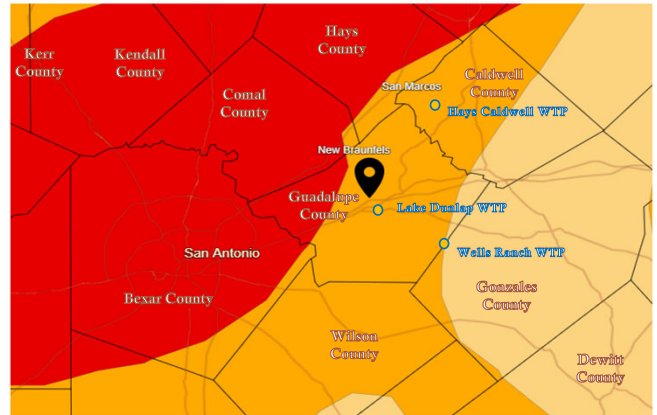 Hays
County
Kerr
County
Kendall
County
Caldwell
County
San Marcos
Comal
County
Hays Caldwell WTP
New Braunfels
Guadalupe
County
Lake Dunlap WTP
San Antonio
Wells Ranch WTP
Bexar County
Gonzales
County
Wilson
County
Dewitt
County